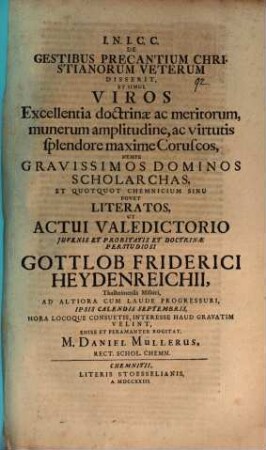 I. N. I. C. C.
DE
GESTIBUS PRECANTIUM CHRI-
STIANORUM VETERUM
DISSERIT,
ET SIMUL
92
VIROS
Excellentia doctrinæ ac meritorum,
munerum amplitudine, ac virtutis
splendore maxime Coruscos,
NEMPE
GRAVISSIMOS DOMINOS
SCHOLARCHAS,
ET QUOTQUOT CHEMNICIUM SINU
FOVET
LITERATOS,
UT
ACTUI VALEDICTORIO
JUVENIS ET PROBITATIS ET DOCTRINÆ
PERSTUDIOSI
GOTTLOB FRIDERICI
HEYDENREICHII,
Misnici,
AD ALTIORA CUM LAUDE PROGRESSURI,
IPSIS CALENDIS SEPTEMBRIS,
HORA LOCOQUE CONSUETIS, INTERESSE HAUD GRAVATIM
VELINT,
ENIXE ET PERAMANTER ROGITAT
M. DANIEL MULLERUS,
RECT. SCHOL. CHEMN.
CHEMNITII,
LITERIS STOESSELIANIS,
A. MDCCXXIII.